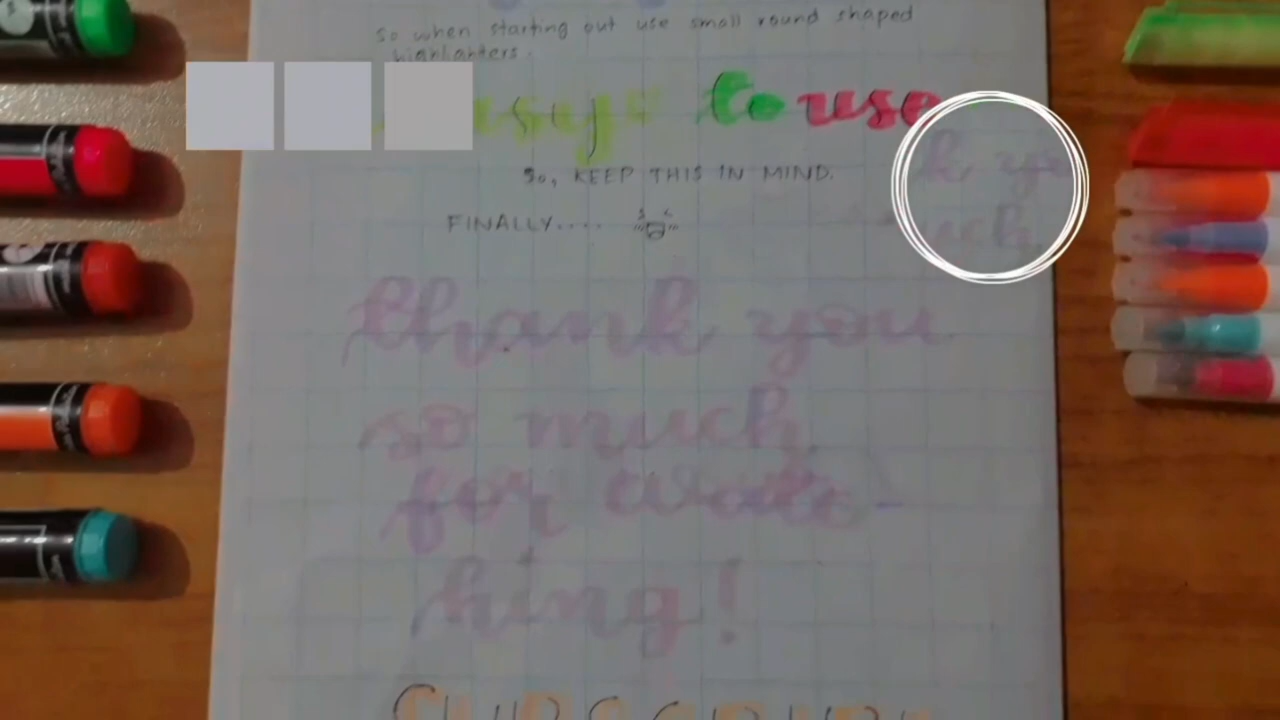 So when starting out use small round shaped
highlighters.
to use
So, KEEP THIS IN MIND.
FINALLY....
thank you
so much
for watc-
hing!
SUBSCRIBE